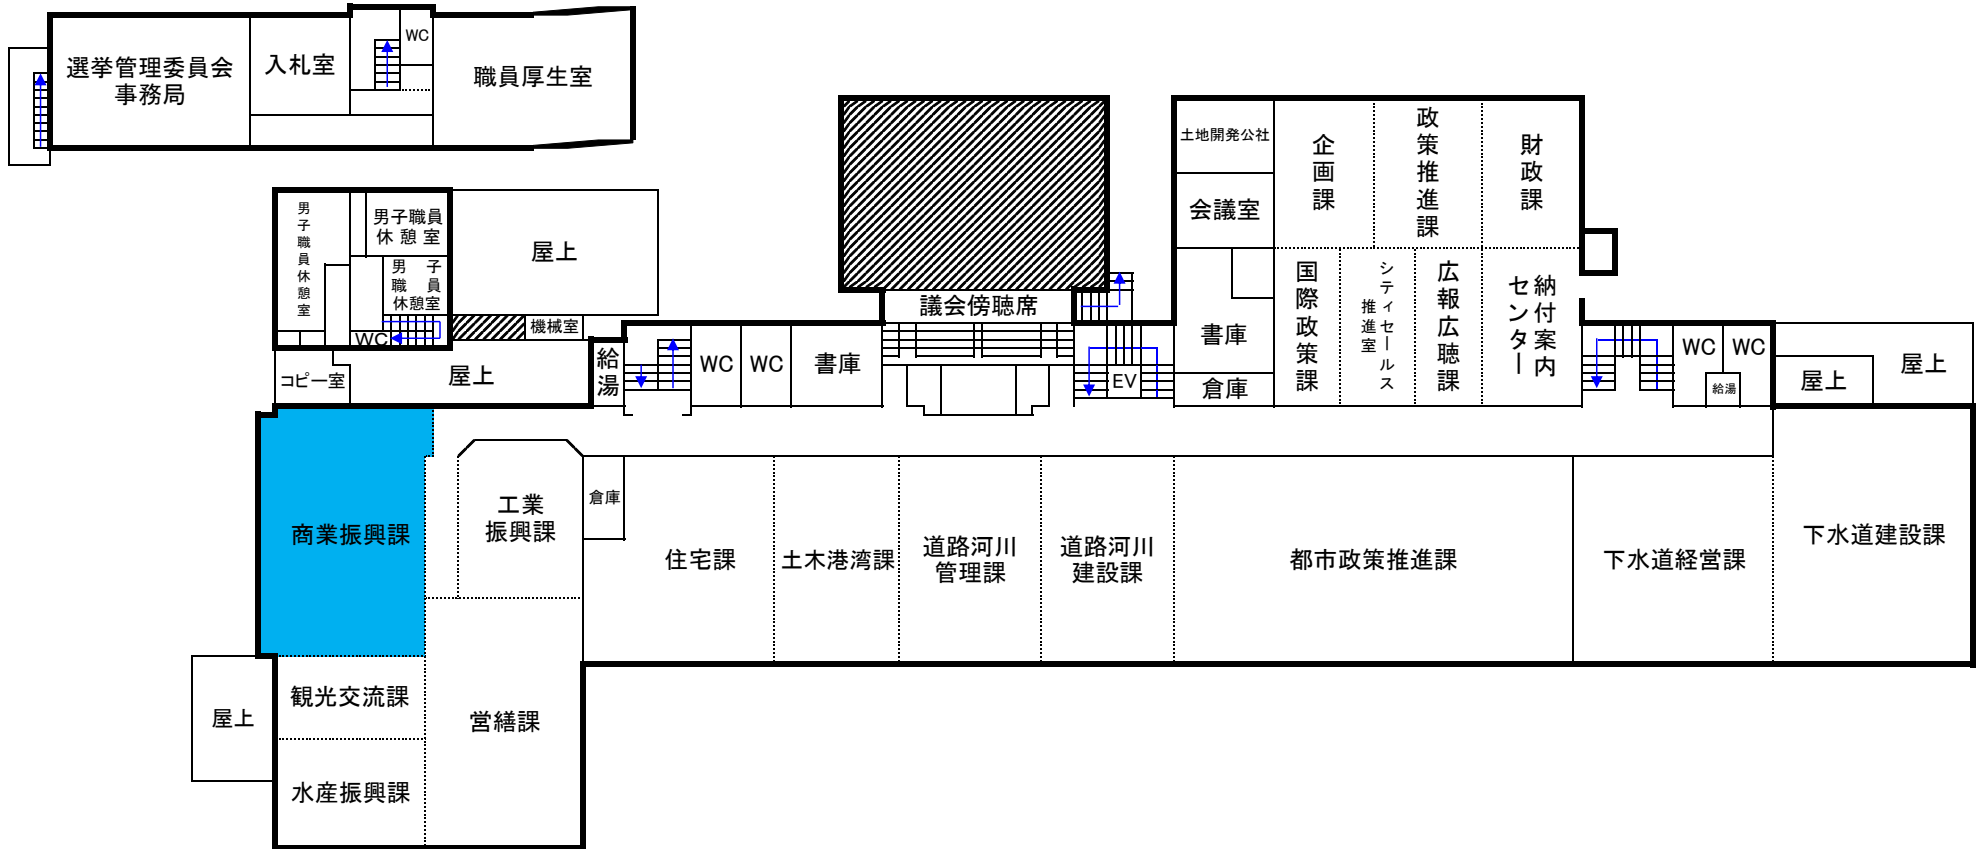 選挙管理委員会
事務局
入札室
WC
職員厚生室
男子職員休憩室
男子職員
休憩室
男子
職員
休憩室
WC
屋上
機械室
コピー室
屋上
給湯
WC
WC
書庫
議会傍聴席
EV
土地開発公社
会議室
書庫
倉庫
企画課
政策推進課
財政課
国際政策課
シティセールス
推進室
広報広聴課
納付案内
センター
WC
WC
給湯
屋上
屋上
商業振興課
工業
振興課
倉庫
住宅課
土木港湾課
道路河川
管理課
道路河川
建設課
都市政策推進課
下水道経営課
下水道建設課
屋上
観光交流課
営繕課
水産振興課